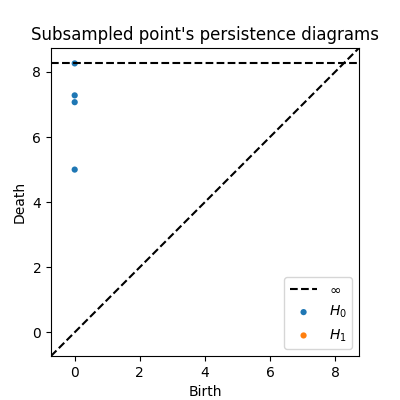 Subsampled point's persistence diagrams
8
6
4
2
0
Death
0 2 4 6 8
Birth
∞
H₀
H₁